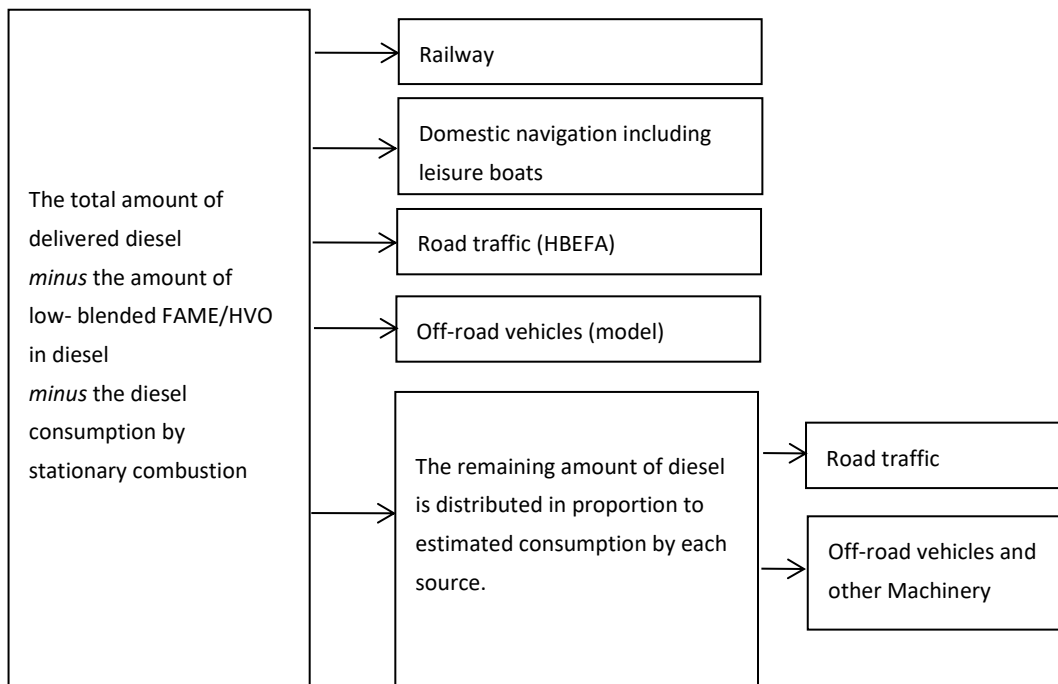 The total amount of
delivered diesel
minus the amount of
low- blended FAME/HVO
in diesel
minus the diesel
consumption by
stationary combustion
Railway
Domestic navigation including
leisure boats
Road traffic (HBEFA)
Off-road vehicles (model)
The remaining amount of diesel
is distributed in proportion to
estimated consumption by each
source.
Road traffic
Off-road vehicles and
other Machinery